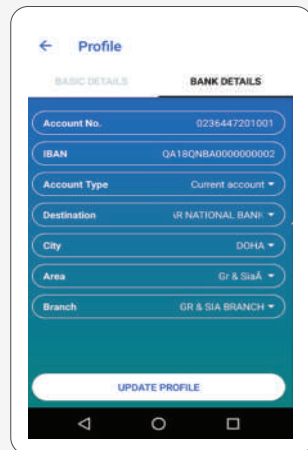 Profile
BASIC DETAILS BANK DETAILS
Account No. 0236447201001
IBAN QA18QNBA0000000002
Account Type Current account
Destination \R NATIONAL BANK
City DOHA
Area Gr & SiaÂ
Branch GR & SIA BRANCH
UPDATE PROFILE